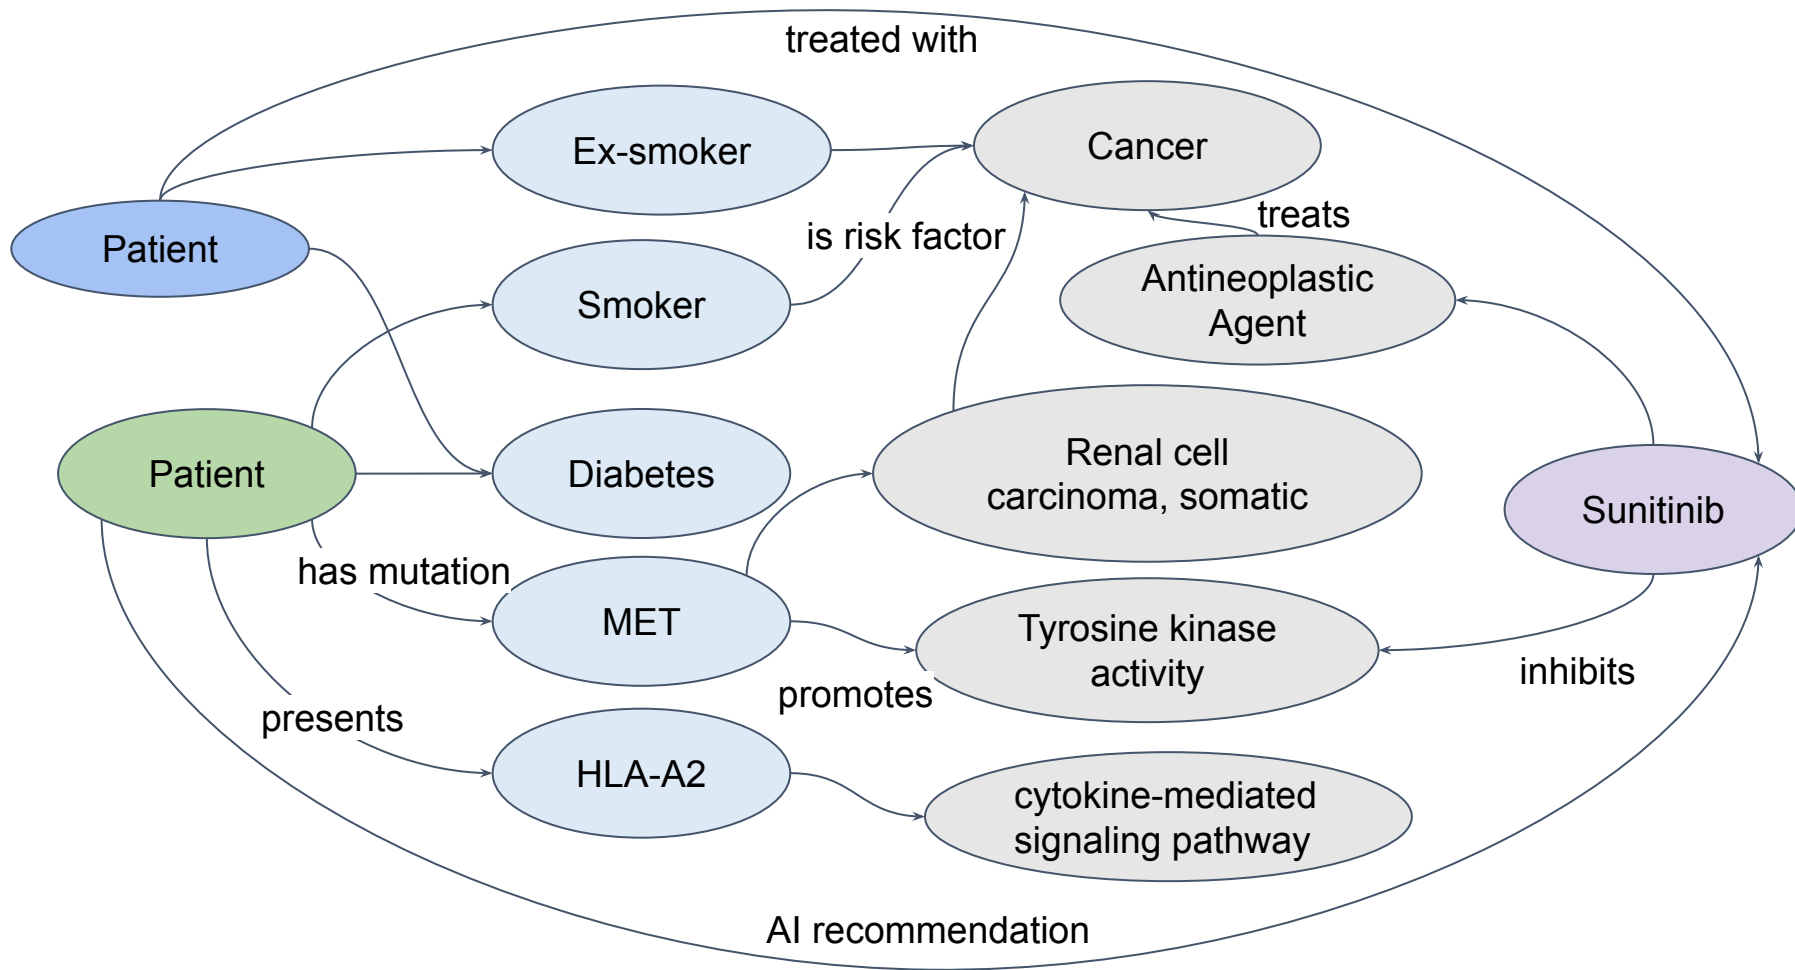 treated with
Ex-smoker
Cancer
treats
is risk factor
Patient
Antineoplastic
Agent
Smoker
Renal cell
carcinoma, somatic
Patient
Diabetes
Sunitinib
has mutation
MET
Tyrosine kinase
activity
inhibits
promotes
presents
HLA-A2
cytokine-mediated
signaling pathway
AI recommendation